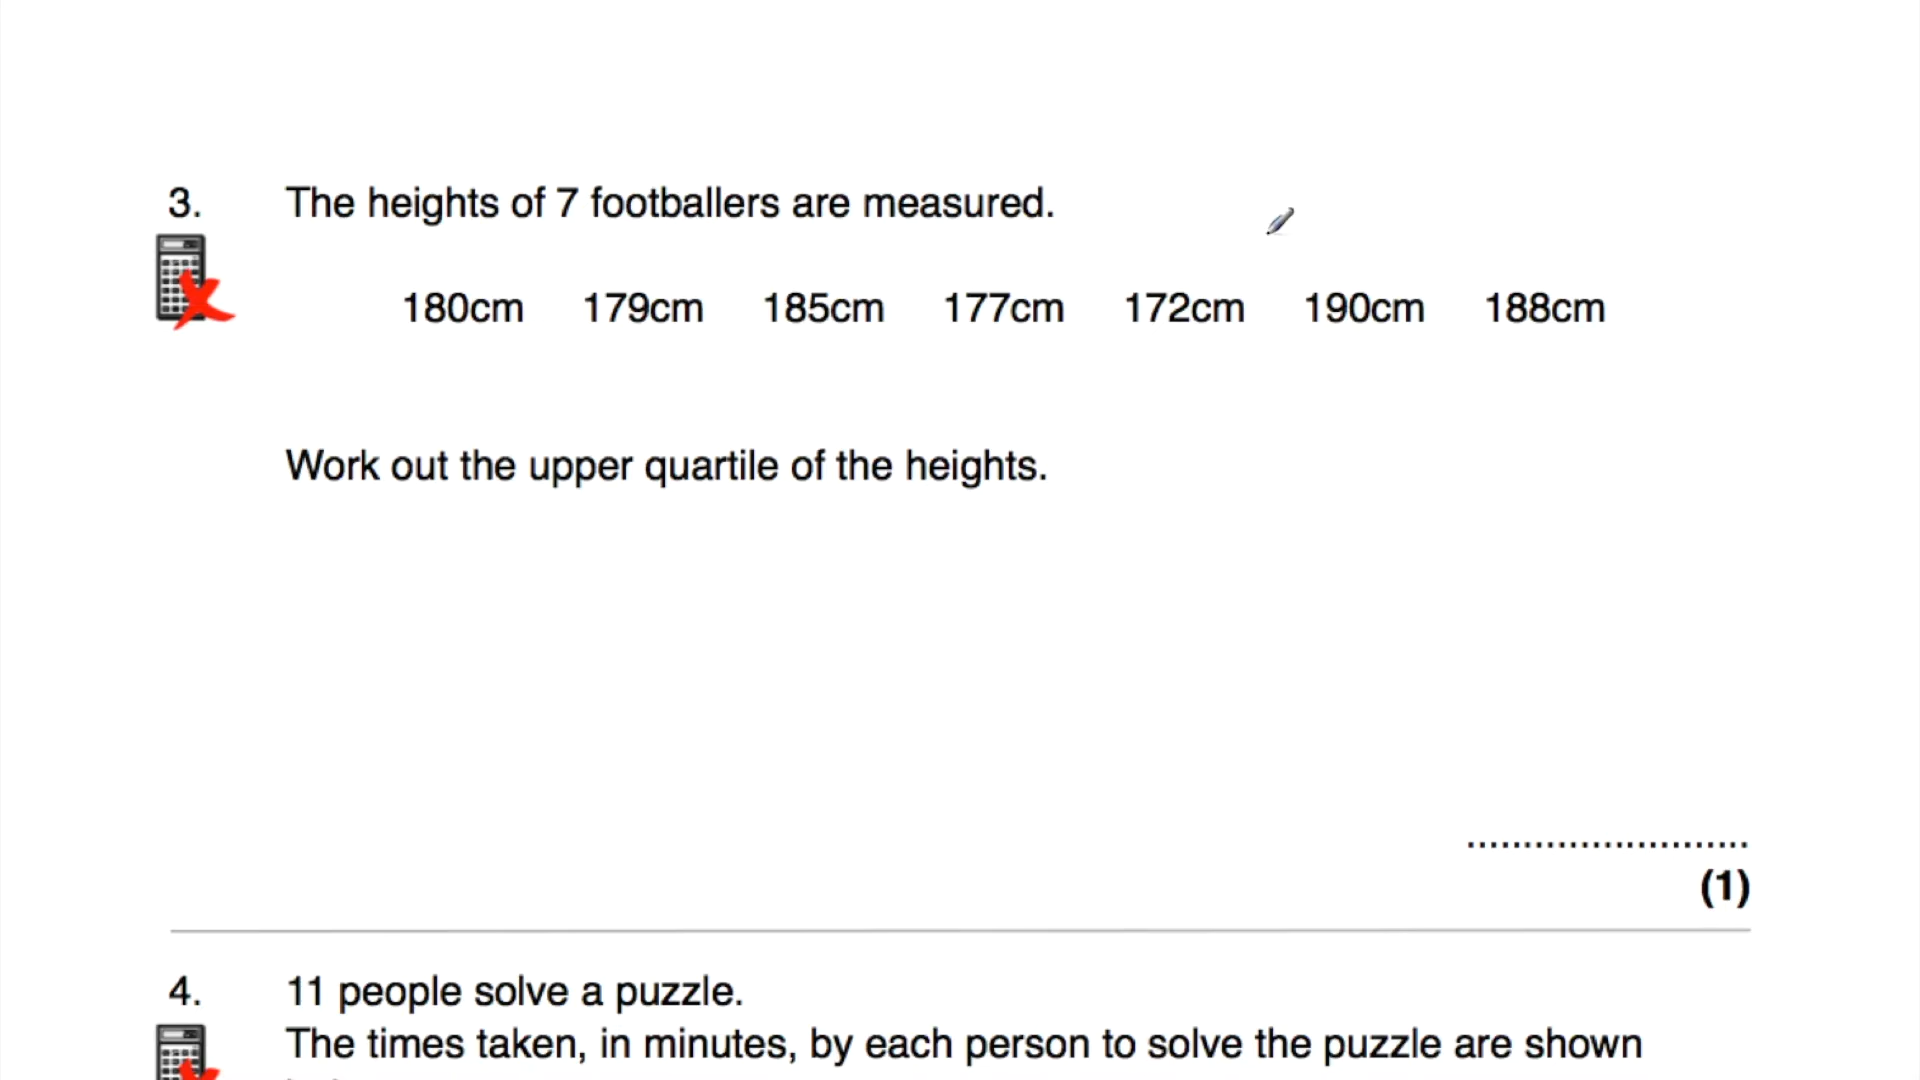 3. The heights of 7 footballers are measured.
180cm 179cm 185cm 177cm 172cm 190cm 188cm
Work out the upper quartile of the heights.
.........................
(1)
4. 11 people solve a puzzle.
The times taken, in minutes, by each person to solve the puzzle are shown